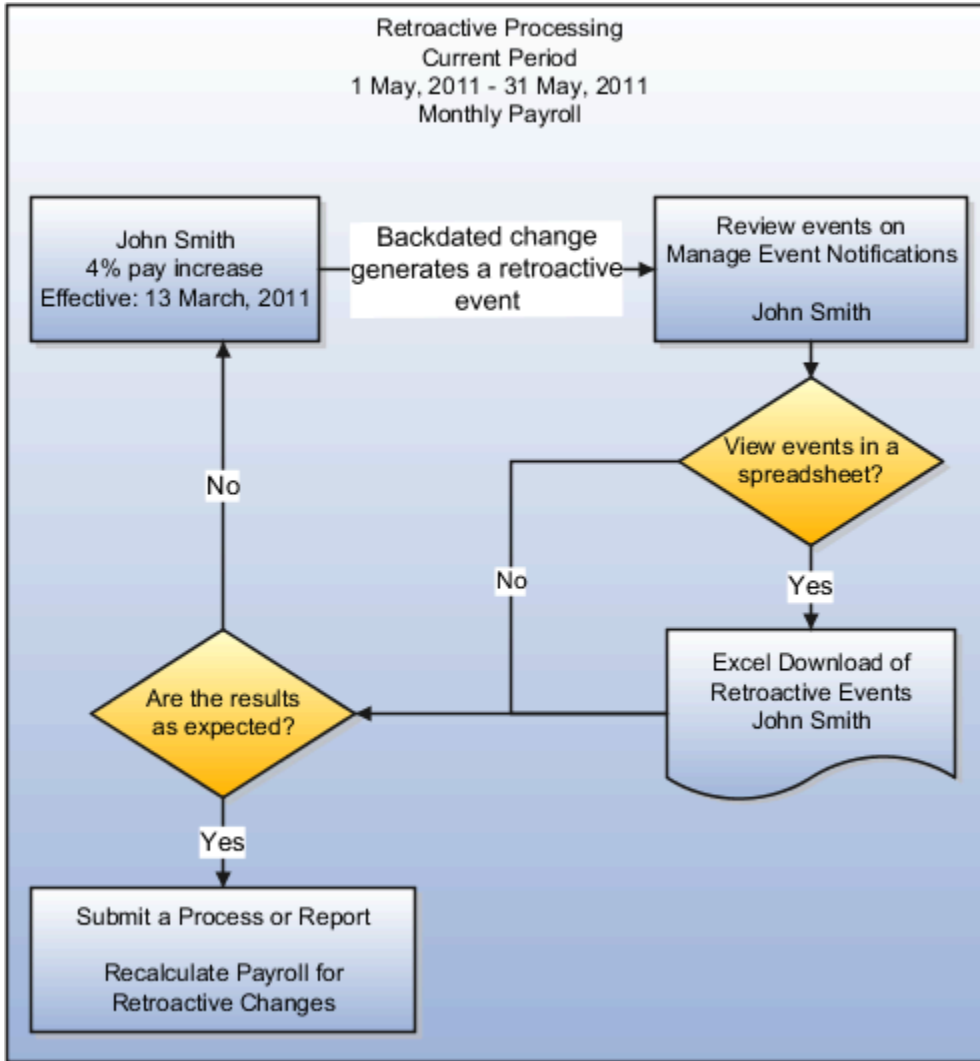 Retroactive Processing
Current Period
1 May, 2011 - 31 May, 2011
Monthly Payroll
John Smith
4% pay increase
Effective: 13 March, 2011
Backdated change
generates a retroactive
event
Review events on
Manage Event Notifications
John Smith
View events in a
spreadsheet?
No
Yes
Excel Download of
Retroactive Events
John Smith
Are the results
as expected?
No
Yes
Submit a Process or Report
Recalculate Payroll for
Retroactive Changes